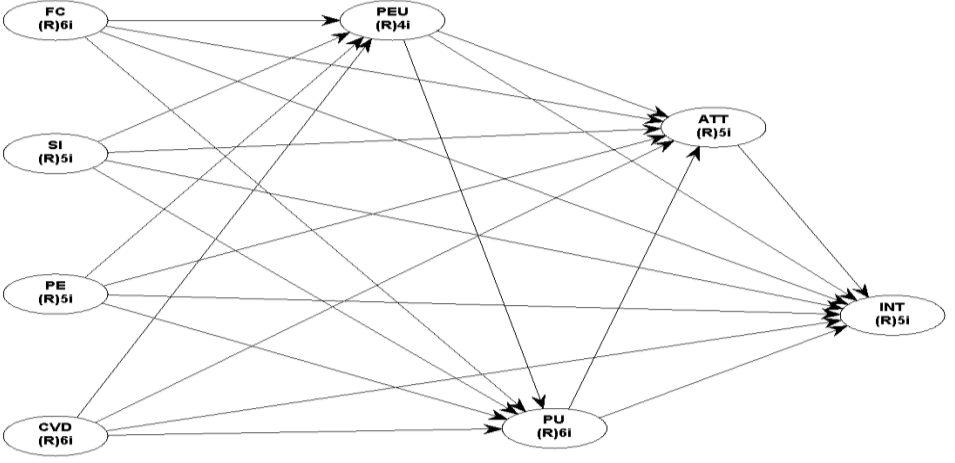 FC
(R)6i
PEU
(R)4i
ATT
(R)5i
SI
(R)5i
PE
(R)5i
INT
(R)5i
CVD
(R)6i
PU
(R)6i